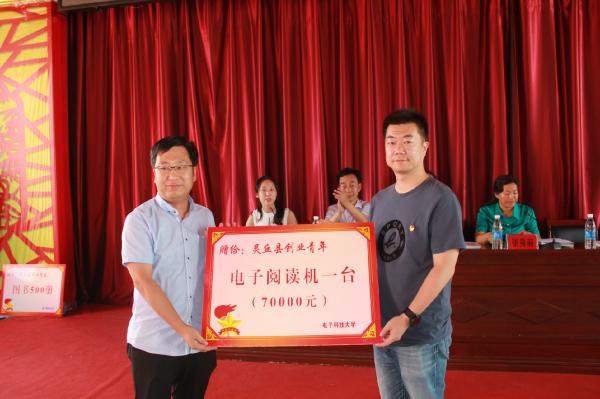 赠给：灵丘县创业青年
电子阅读机一台
（70000元）
电子科技大学
图书500册